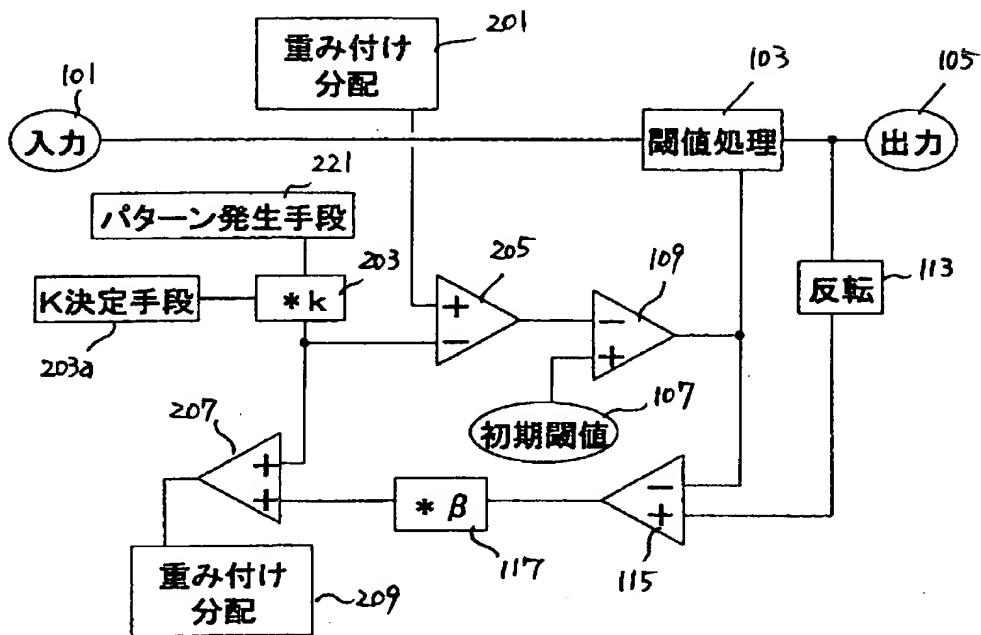 201
重み付け
分配
101
入力
103
閾値処理
105
出力
221
パターン発生手段
203
K決定手段
203a
*k
205
+
−
109
−
+
113
反転
107
初期閾値
207
+
+
*β
117
−
+
115
重み付け
分配
209